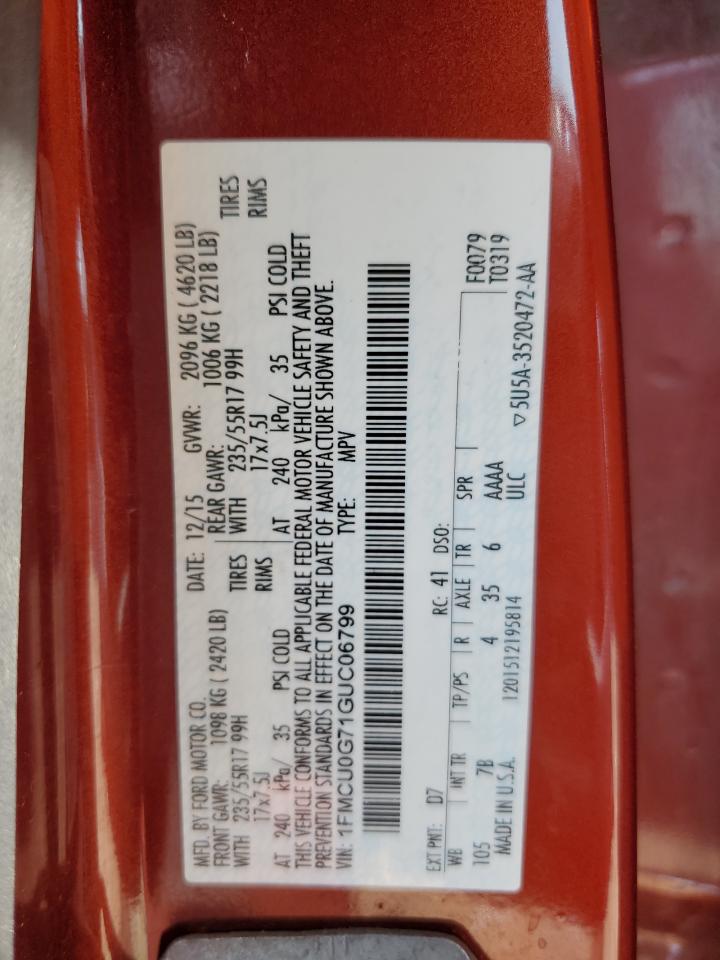 MFD. BY FORD MOTOR CO. DATE: 12/15 GVWR: 2096 KG ( 4620 LB)
FRONT GAWR: 1098 KG ( 2420 LB) REAR GAWR: 1006 KG ( 2218 LB)
WITH 235/55R17 99H TIRES WITH 235/55R17 99H TIRES
17x7.5J RIMS 17x7.5J RIMS
AT 240 kPa/ 35 PSI COLD AT 240 kPa/ 35 PSI COLD
THIS VEHICLE CONFORMS TO ALL APPLICABLE FEDERAL MOTOR VEHICLE SAFETY AND THEFT
PREVENTION STANDARDS IN EFFECT ON THE DATE OF MANUFACTURE SHOWN ABOVE.
VIN: 1FMCU0G71GUC06799 TYPE: MPV
EXT PNT: D7 RC: 41 DSO:
WB INT TR TP/PS R AXLE TR SPR F0079
105 7B 4 35 6 AAAA T0319
MADE IN U.S.A. 1201512195814 ULC ▽5U5A-3520472-AA